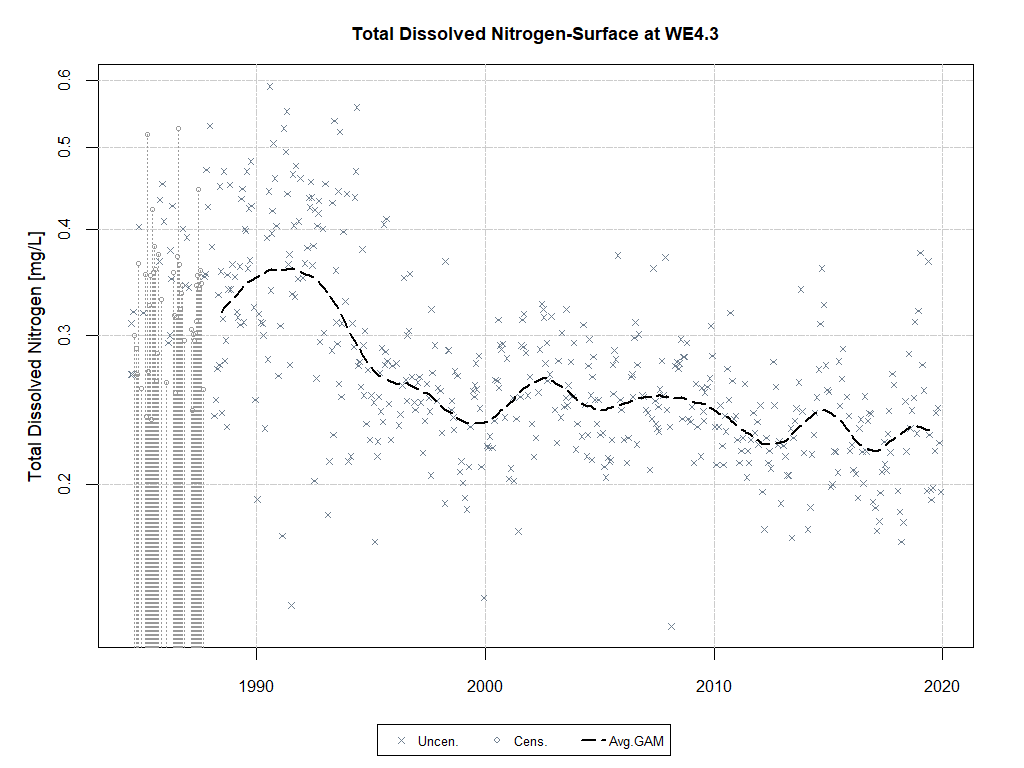 Total Dissolved Nitrogen-Surface at WE4.3
Total Dissolved Nitrogen [mg/L]
0.6
0.5
0.4
0.3
0.2
1990 2000 2010 2020
Uncen. Cens. Avg.GAM